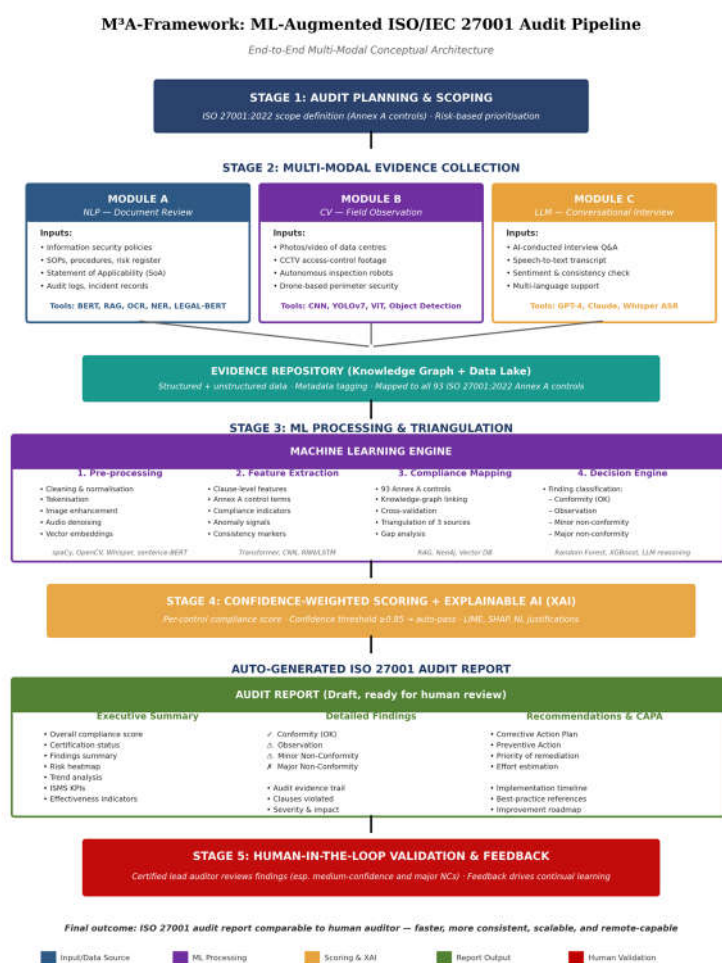 M³A-Framework: ML-Augmented ISO/IEC 27001 Audit Pipeline
End-to-End Multi-Modal Conceptual Architecture
STAGE 1: AUDIT PLANNING & SCOPING
ISO 27001:2022 scope definition (Annex A controls) · Risk-based prioritisation
STAGE 2: MULTI-MODAL EVIDENCE COLLECTION
MODULE A
NLP — Document Review
Inputs:
• Information security policies
• SOPs, procedures, risk register
• Statement of Applicability (SoA)
• Audit logs, incident records
Tools: BERT, RAG, OCR, NER, LEGAL-BERT
MODULE B
CV — Field Observation
Inputs:
• Photos/video of data centres
• CCTV access-control footage
• Autonomous inspection robots
• Drone-based perimeter security
Tools: CNN, YOLOv7, ViT, Object Detection
MODULE C
LLM — Conversational Interview
Inputs:
• AI-conducted interview Q&A
• Speech-to-text transcript
• Sentiment & consistency check
• Multi-language support
Tools: GPT-4, Claude, Whisper ASR
EVIDENCE REPOSITORY (Knowledge Graph + Data Lake)
Structured + unstructured data · Metadata tagging · Mapped to all 93 ISO 27001:2022 Annex A controls
STAGE 3: ML PROCESSING & TRIANGULATION
MACHINE LEARNING ENGINE
1. Pre-processing
• Cleaning & normalisation
• Tokenisation
• Image enhancement
• Audio denoising
• Vector embeddings
spaCy, OpenCV, Whisper, sentence-BERT
2. Feature Extraction
• Clause-level features
• Annex A control terms
• Compliance indicators
• Anomaly signals
• Consistency markers
Transformer, CNN, RNN/LSTM
3. Compliance Mapping
• 93 Annex A controls
• Knowledge-graph linking
• Cross-validation
• Triangulation of 3 sources
• Gap analysis
RAG, Neo4j, Vector DB
4. Decision Engine
• Finding classification:
– Conformity (OK)
– Observation
– Minor non-conformity
– Major non-conformity
Random Forest, XGBoost, LLM reasoning
STAGE 4: CONFIDENCE-WEIGHTED SCORING + EXPLAINABLE AI (XAI)
Per-control compliance score · Confidence threshold ≥0.85 → auto-pass · LIME, SHAP, NL justifications
AUTO-GENERATED ISO 27001 AUDIT REPORT
AUDIT REPORT (Draft, ready for human review)
Executive Summary
• Overall compliance score
• Certification status
• Findings summary
• Risk heatmap
• Trend analysis
• ISMS KPIs
• Effectiveness indicators
Detailed Findings
✓ Conformity (OK)
⚠ Observation
⚠ Minor Non-Conformity
✗ Major Non-Conformity
• Audit evidence trail
• Clauses violated
• Severity & impact
Recommendations & CAPA
• Corrective Action Plan
• Preventive Action
• Priority of remediation
• Effort estimation
• Implementation timeline
• Best-practice references
• Improvement roadmap
STAGE 5: HUMAN-IN-THE-LOOP VALIDATION & FEEDBACK
Certified lead auditor reviews findings (esp. medium-confidence and major NCs) · Feedback drives continual learning
Final outcome: ISO 27001 audit report comparable to human auditor — faster, more consistent, scalable, and remote-capable
Input/Data Source
ML Processing
Scoring & XAI
Report Output
Human Validation